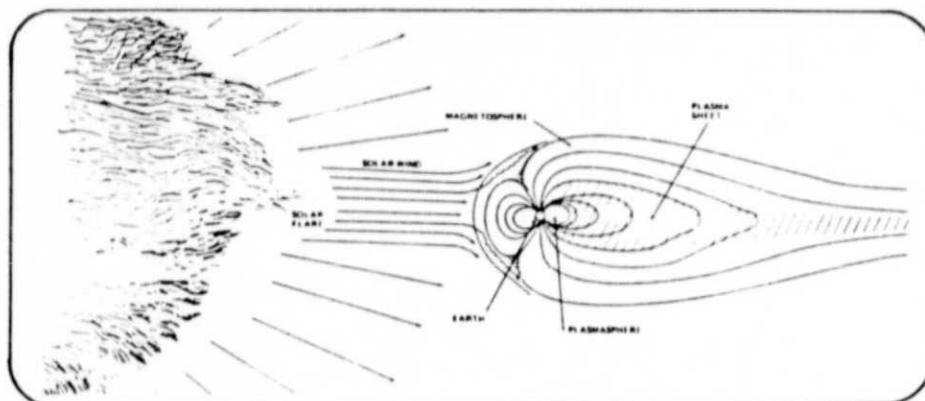 PLASMA
SHEET
MAGNETOSPHERE
SOLAR WIND
SOLAR
FLARE
EARTH
PLASMASPHERE